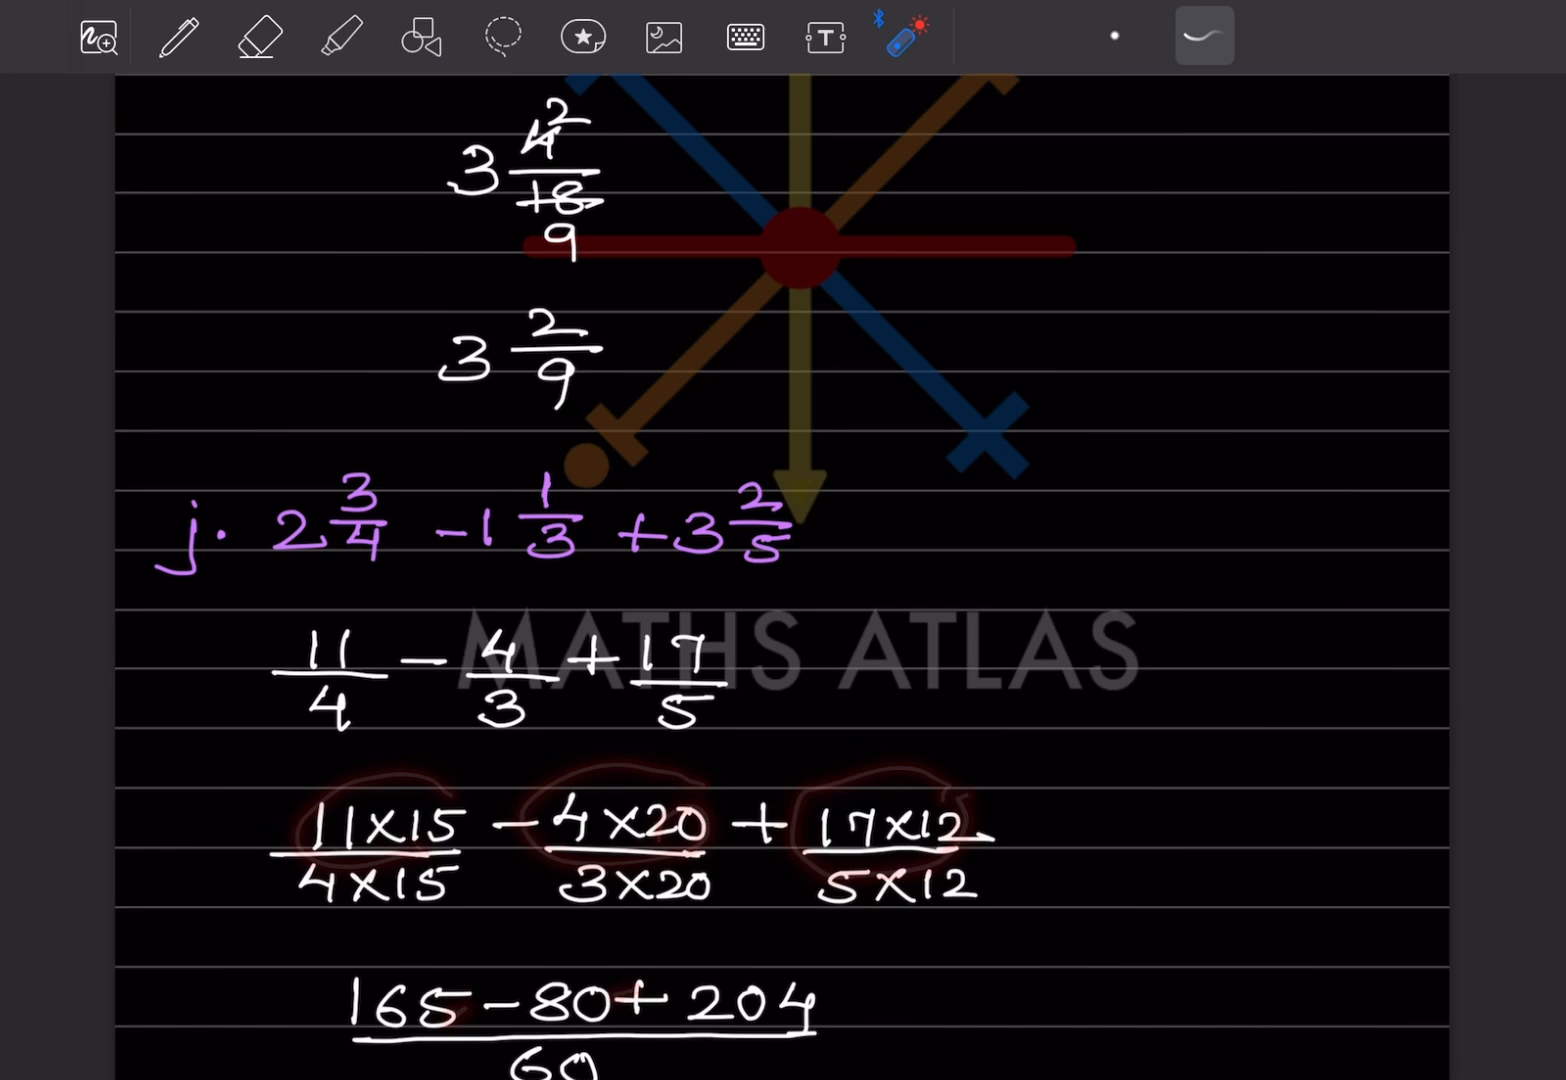 3 4/18 2 9
3 2/9
j. 2 3/4 - 1 1/3 + 3 2/5
MATHS ATLAS
11/4 - 4/3 + 17/5
11×15/4×15 - 4×20/3×20 + 17×12/5×12
165 - 80 + 204/60